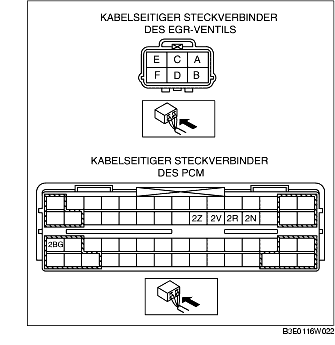 KABELSEITIGER STECKVERBINDER
DES EGR-VENTILS
E C A
F D B
KABELSEITIGER STECKVERBINDER
DES PCM
2Z 2V 2R 2N
2BG
B3E0116W022